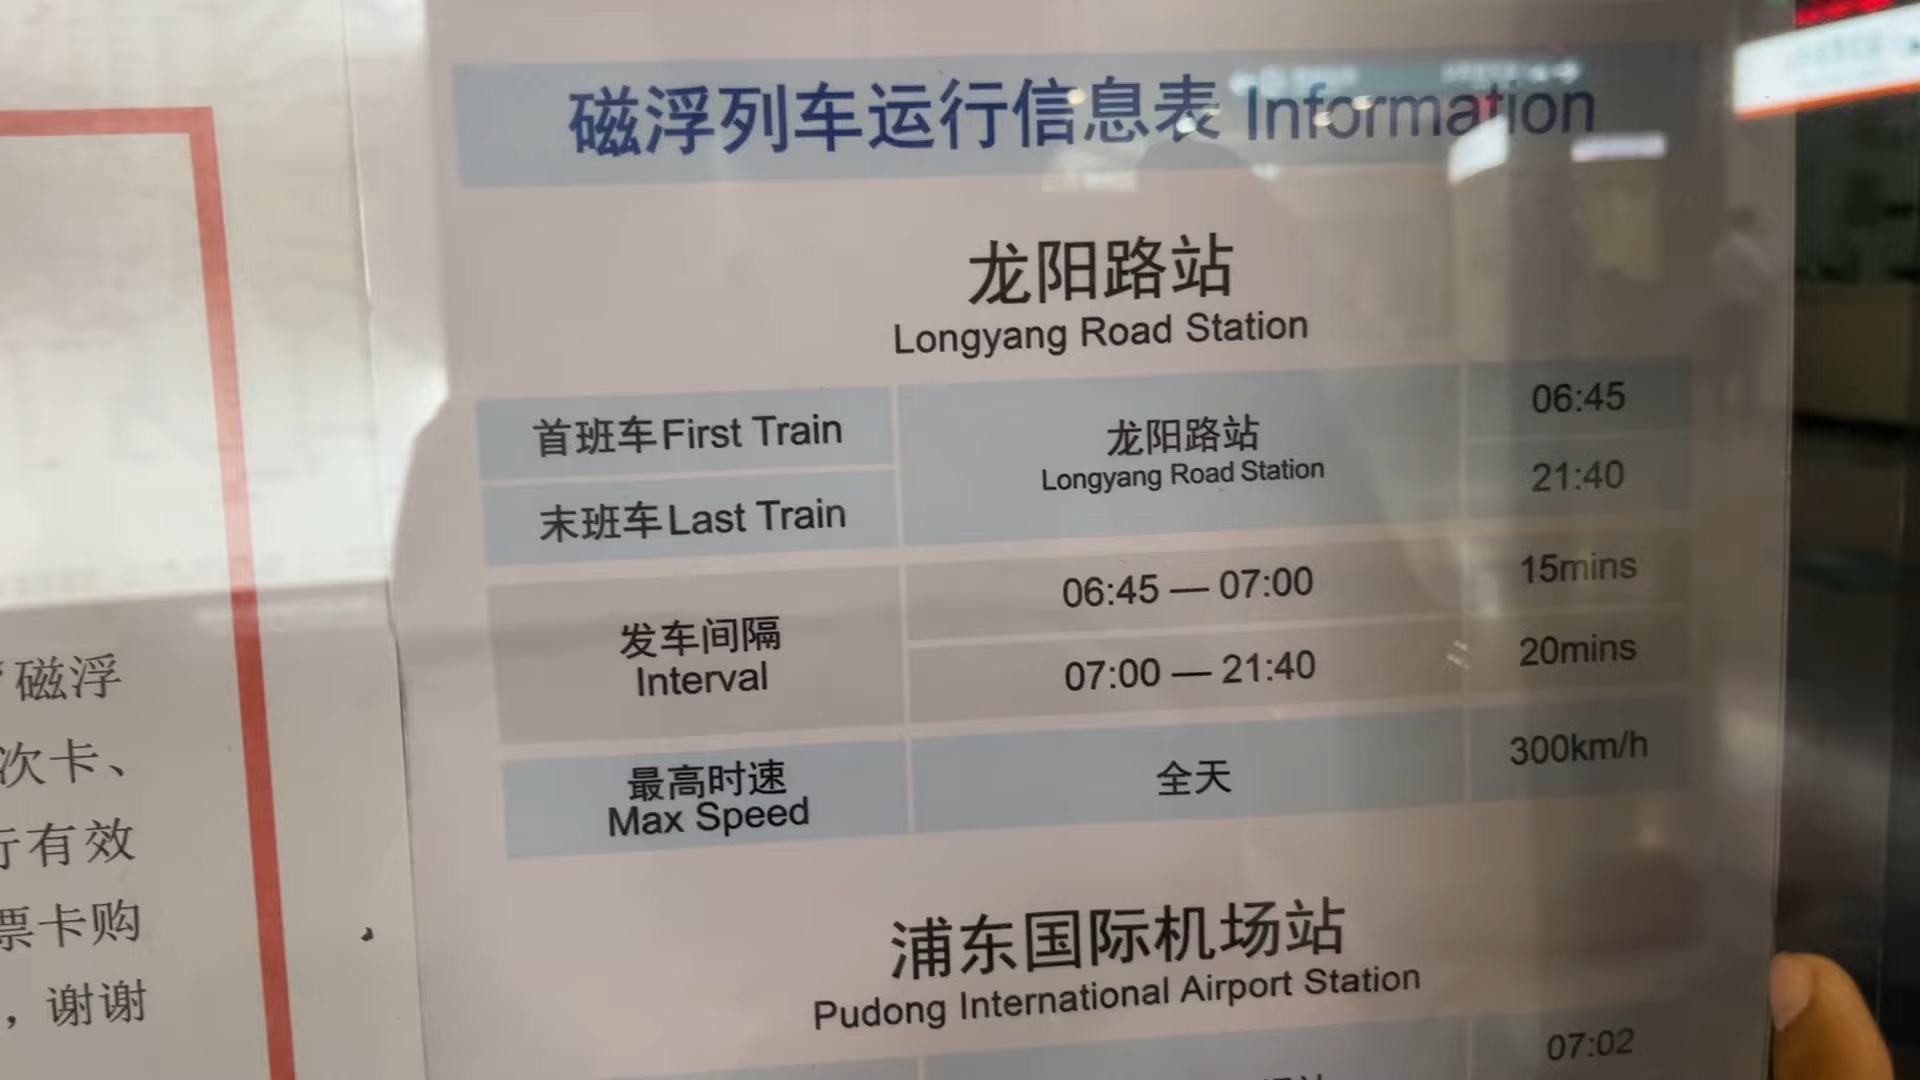 磁浮列车运行信息表 Information
龙阳路站
Longyang Road Station
首班车First Train
龙阳路站
Longyang Road Station
06:45
末班车Last Train
21:40
发车间隔
Interval
06:45 — 07:00
15mins
07:00 — 21:40
20mins
最高时速
Max Speed
全天
300km/h
浦东国际机场站
Pudong International Airport Station
07:02
磁浮
次卡、
行有效
票卡购
，谢谢